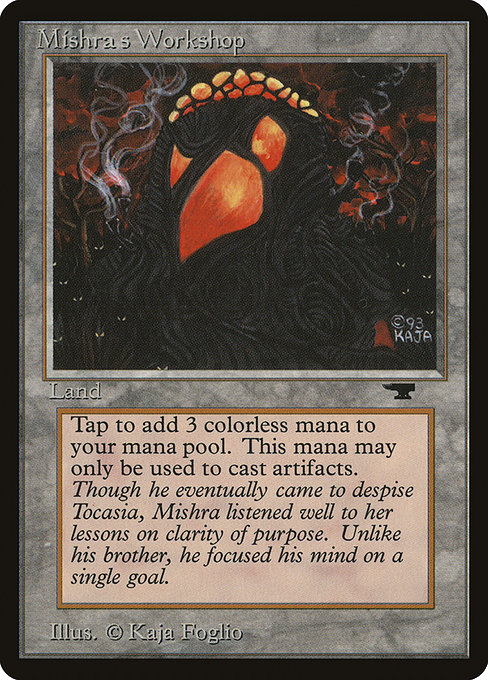 Mishra's Workshop
©93
KAJA
Land
Tap to add 3 colorless mana to
your mana pool. This mana may
only be used to cast artifacts.
Though he eventually came to despise
Tocasia, Mishra listened well to her
lessons on clarity of purpose. Unlike
his brother, he focused his mind on a
single goal.
Illus. © Kaja Foglio